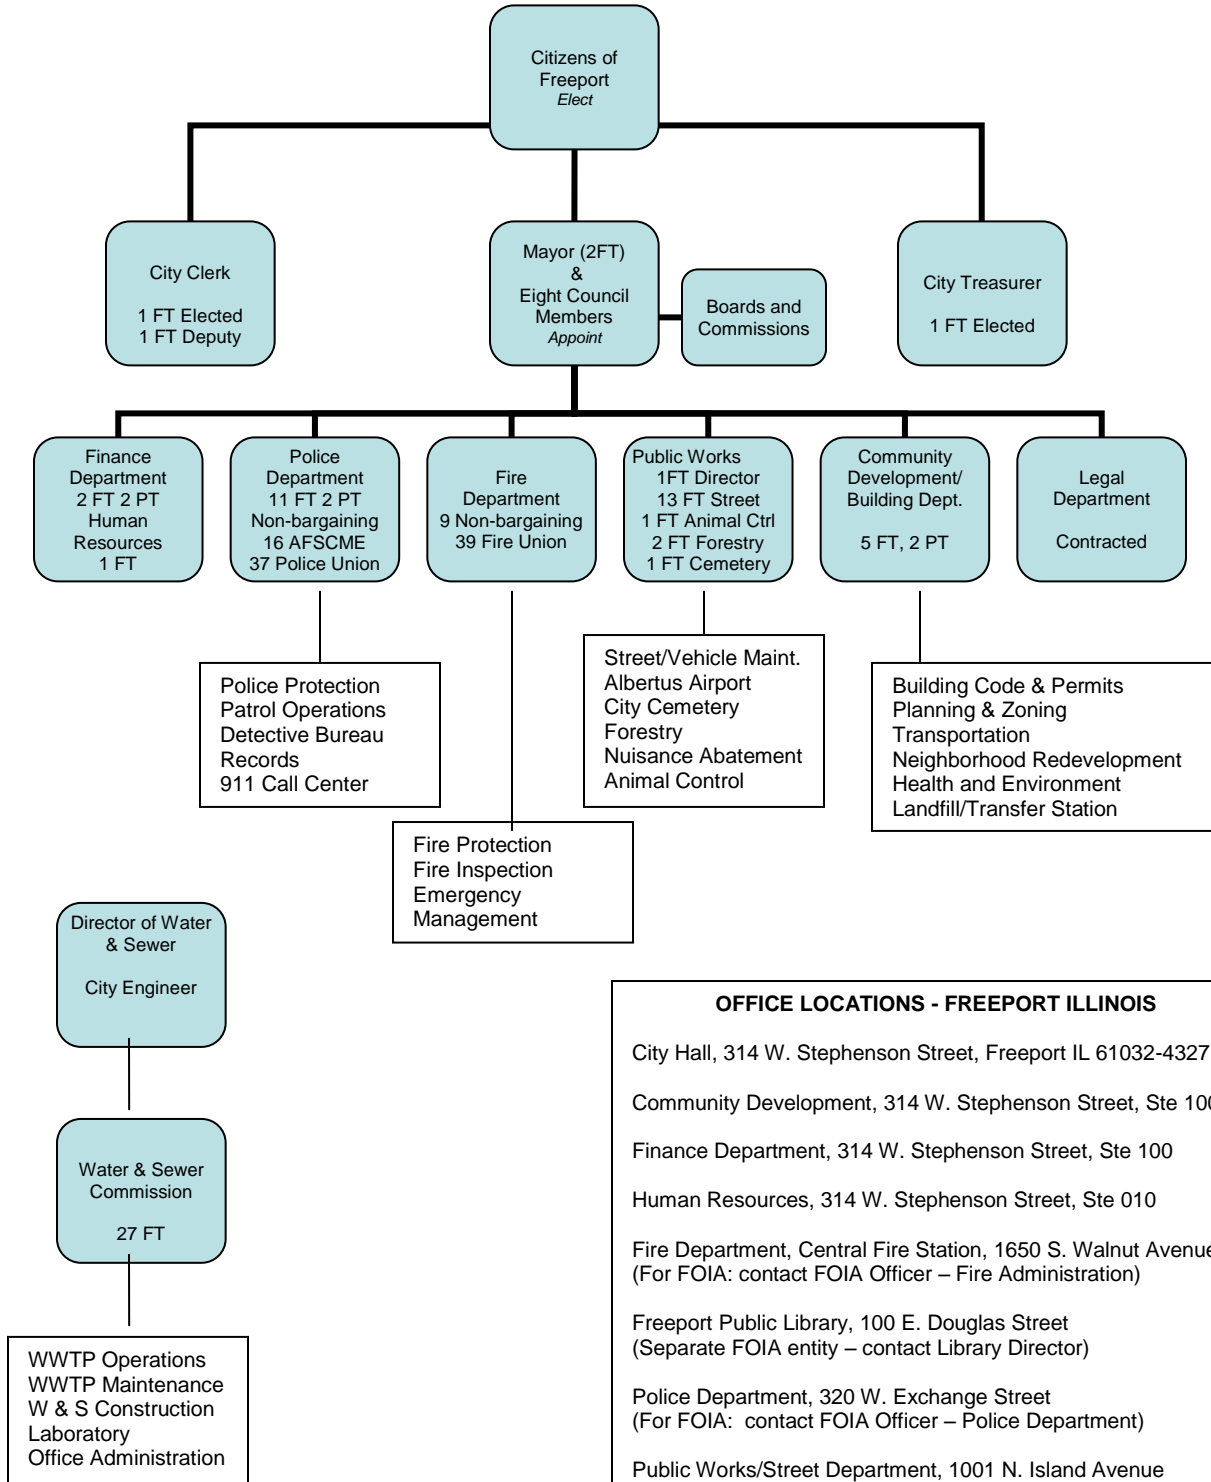 Citizens of
Freeport
Elect
City Clerk
1 FT Elected
1 FT Deputy
Mayor (2FT)
&
Eight Council
Members
Appoint
Boards and
Commissions
City Treasurer
1 FT Elected
Finance
Department
2 FT 2 PT
Human
Resources
1 FT
Police
Department
11 FT 2 PT
Non-bargaining
16 AFSCME
37 Police Union
Fire
Department
9 Non-bargaining
39 Fire Union
Public Works
1FT Director
13 FT Street
1 FT Animal Ctrl
2 FT Forestry
1 FT Cemetery
Community
Development/
Building Dept.
5 FT, 2 PT
Legal
Department
Contracted
Police Protection
Patrol Operations
Detective Bureau
Records
911 Call Center
Fire Protection
Fire Inspection
Emergency
Management
Street/Vehicle Maint.
Albertus Airport
City Cemetery
Forestry
Nuisance Abatement
Animal Control
Building Code & Permits
Planning & Zoning
Transportation
Neighborhood Redevelopment
Health and Environment
Landfill/Transfer Station
Director of Water
& Sewer
City Engineer
Water & Sewer
Commission
27 FT
WWTP Operations
WWTP Maintenance
W & S Construction
Laboratory
Office Administration
OFFICE LOCATIONS - FREEPORT ILLINOIS
City Hall, 314 W. Stephenson Street, Freeport IL 61032-4327
Community Development, 314 W. Stephenson Street, Ste 100
Finance Department, 314 W. Stephenson Street, Ste 100
Human Resources, 314 W. Stephenson Street, Ste 010
Fire Department, Central Fire Station, 1650 S. Walnut Avenue
(For FOIA: contact FOIA Officer – Fire Administration)
Freeport Public Library, 100 E. Douglas Street
(Separate FOIA entity – contact Library Director)
Police Department, 320 W. Exchange Street
(For FOIA:  contact FOIA Officer – Police Department)
Public Works/Street Department, 1001 N. Island Avenue